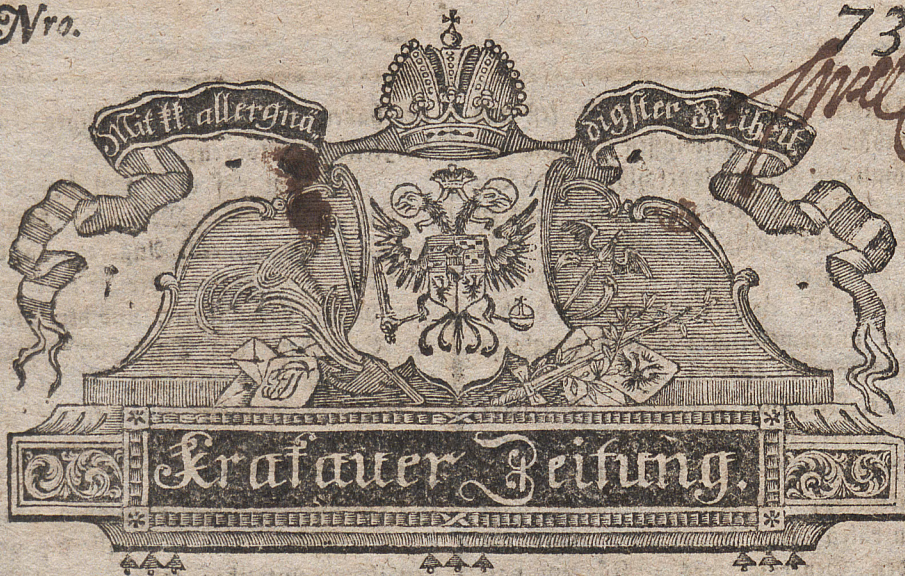 Nro. 73
Mit kk allergnä
digster Freiheit
Krakauer Zeitung.